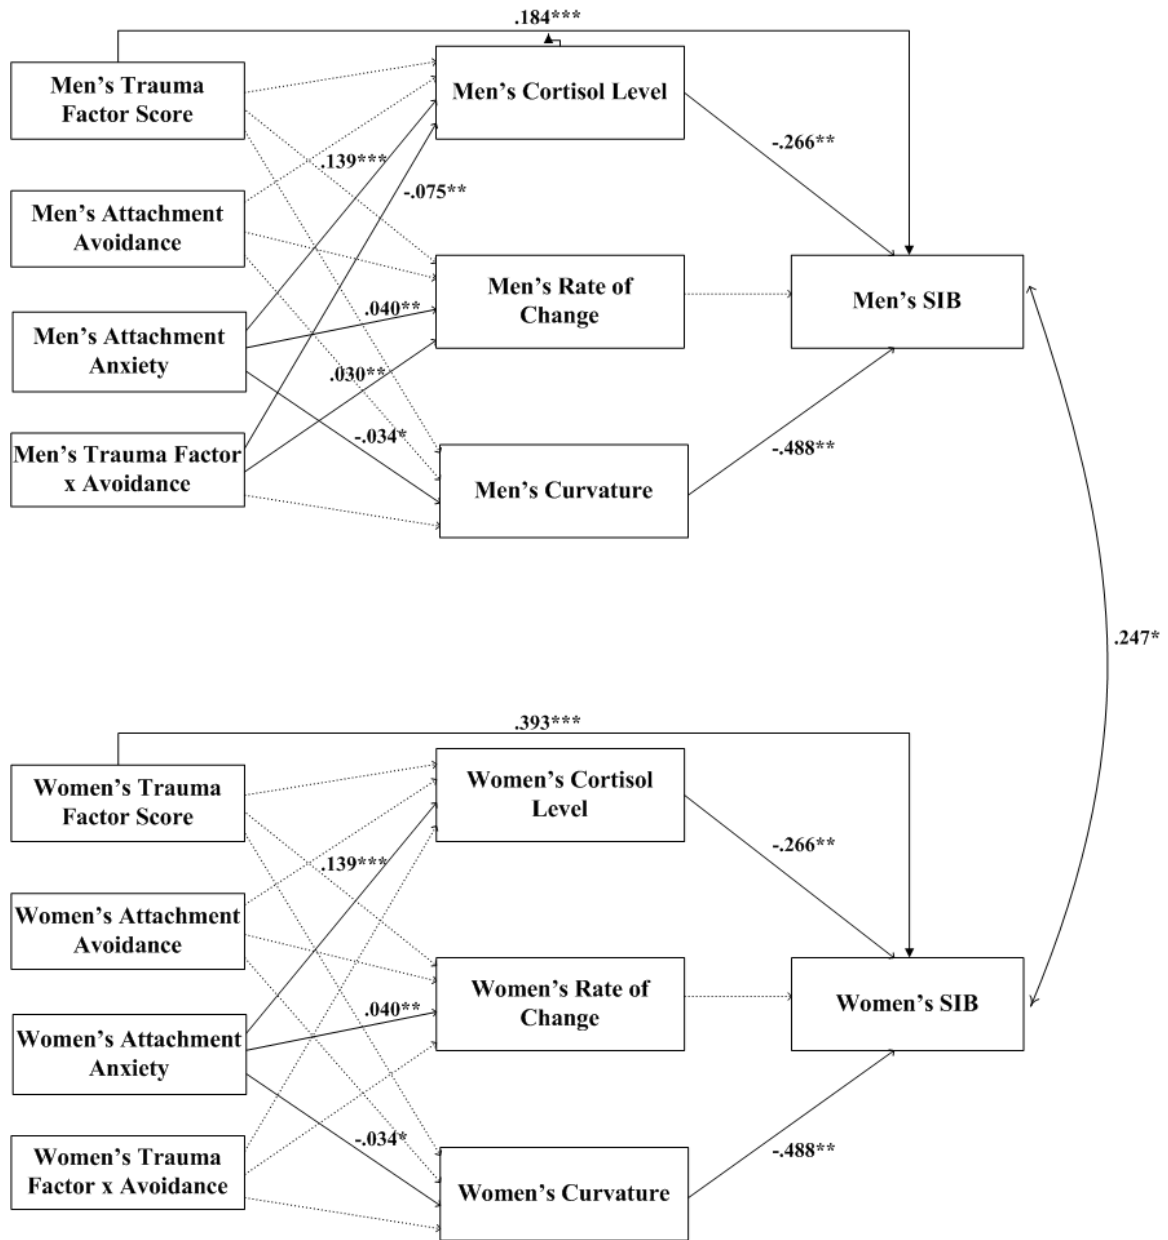 .184***
Men's Trauma
Factor Score
Men's Cortisol Level
-.266**
.139***
-.075**
Men's Attachment
Avoidance
Men's Rate of
Change
Men's SIB
.040**
Men's Attachment
Anxiety
.030**
-.034*
Men's Trauma Factor
x Avoidance
Men's Curvature
-.488**
.247*
.393***
Women's Trauma
Factor Score
Women's Cortisol
Level
-.266**
.139***
Women's Attachment
Avoidance
Women's Rate of
Change
Women's SIB
.040**
Women's Attachment
Anxiety
-.034*
Women's Trauma
Factor x Avoidance
Women's Curvature
-.488**